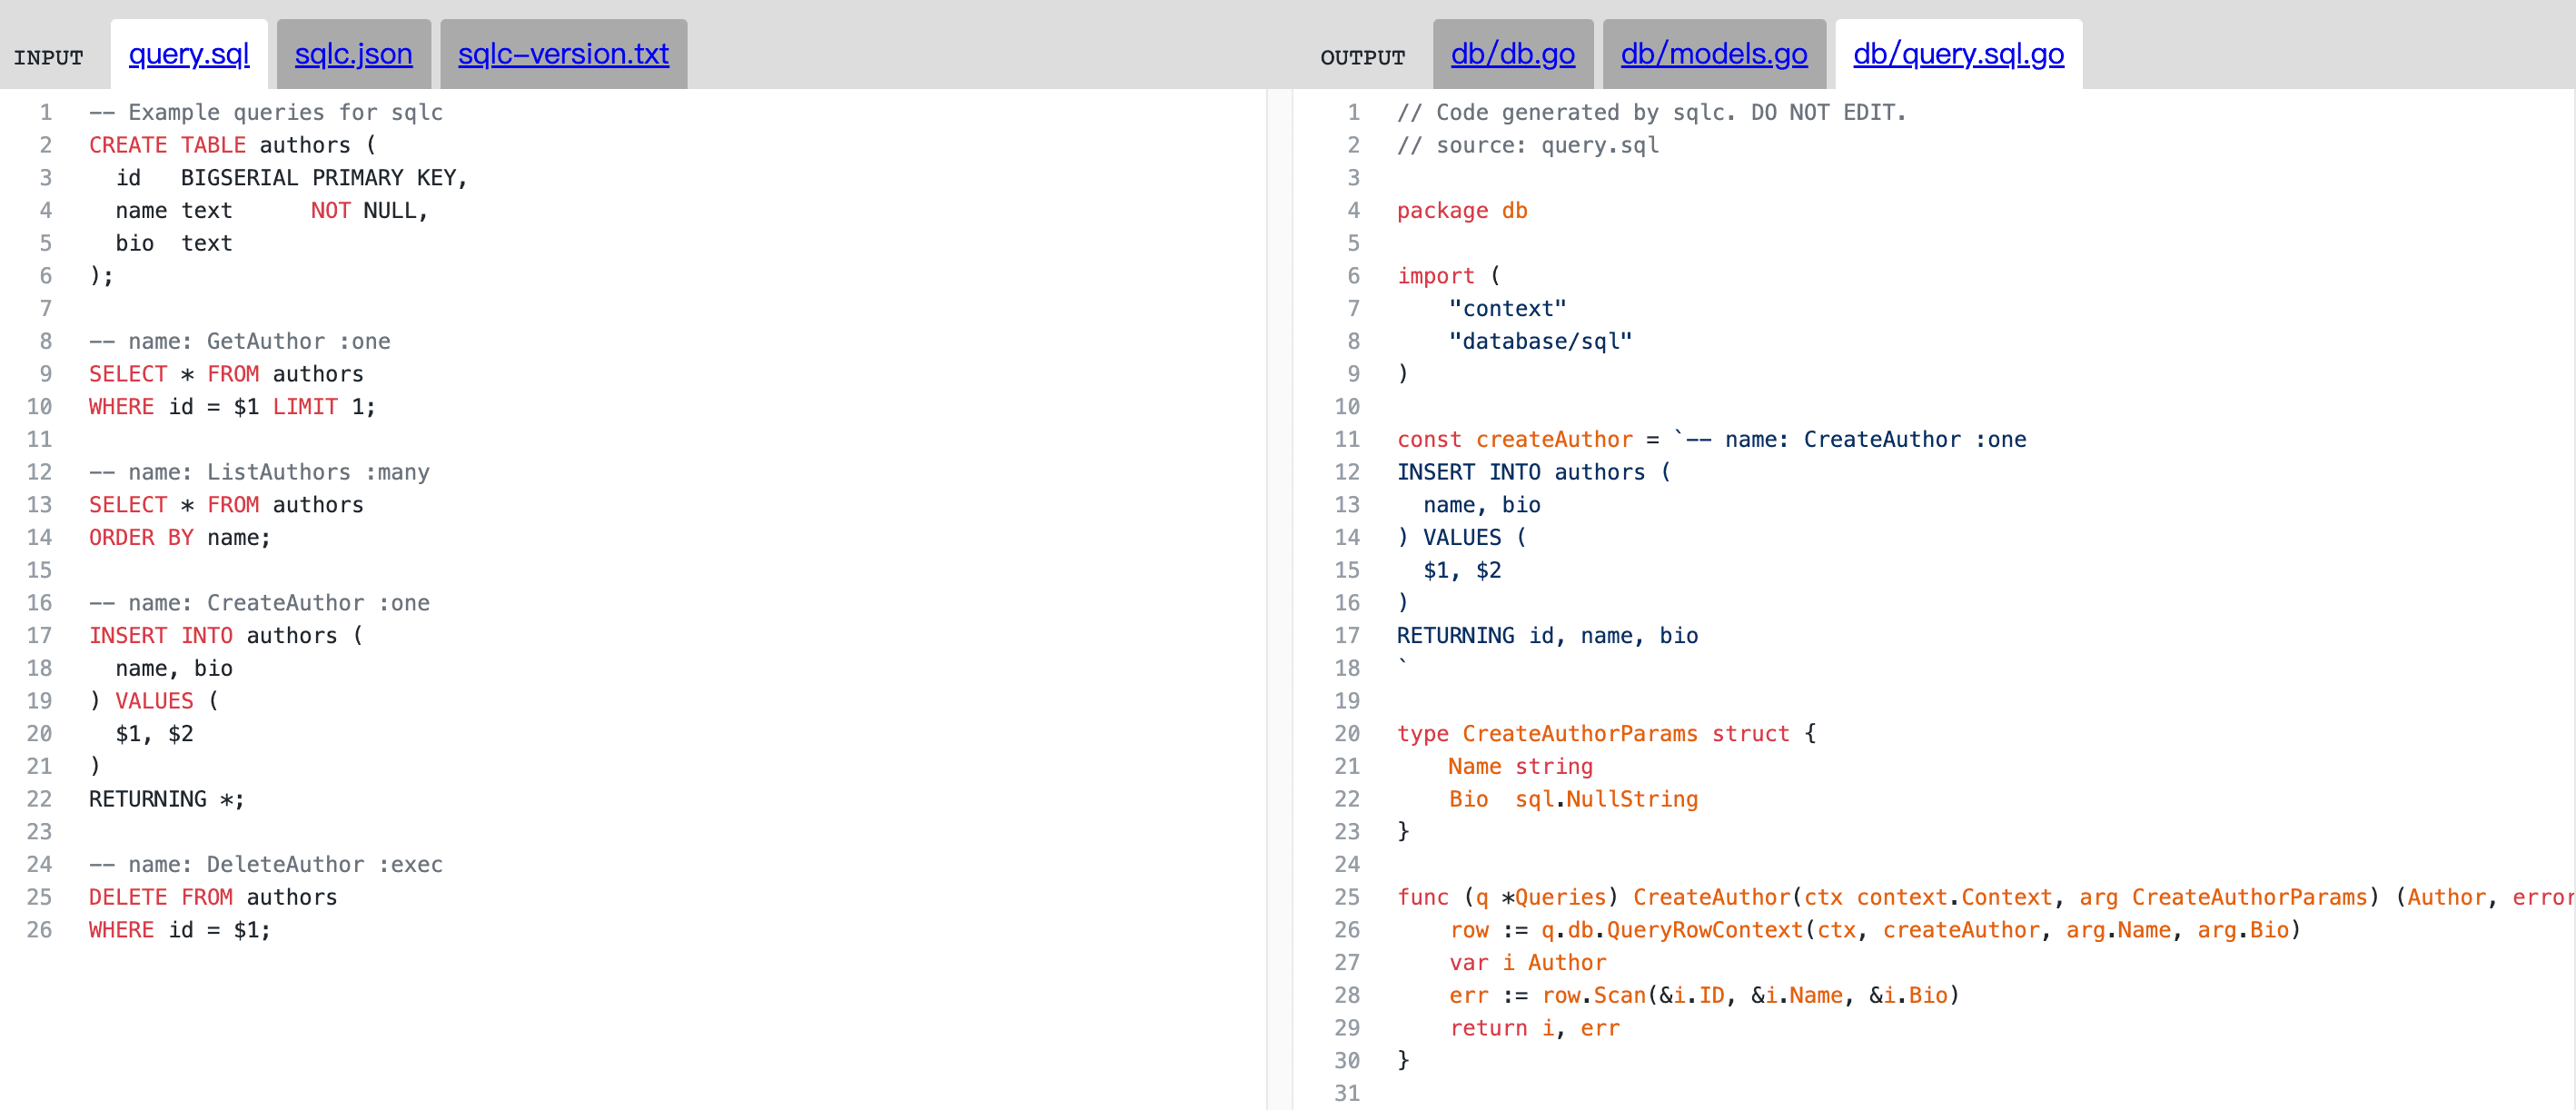 INPUT query.sql sqlc.json sqlc-version.txt
1 -- Example queries for sqlc
2 CREATE TABLE authors (
3   id   BIGSERIAL PRIMARY KEY,
4   name text      NOT NULL,
5   bio  text
6 );
7
8 -- name: GetAuthor :one
9 SELECT * FROM authors
10 WHERE id = $1 LIMIT 1;
11
12 -- name: ListAuthors :many
13 SELECT * FROM authors
14 ORDER BY name;
15
16 -- name: CreateAuthor :one
17 INSERT INTO authors (
18   name, bio
19 ) VALUES (
20   $1, $2
21 )
22 RETURNING *;
23
24 -- name: DeleteAuthor :exec
25 DELETE FROM authors
26 WHERE id = $1;
OUTPUT db/db.go db/models.go db/query.sql.go
1 // Code generated by sqlc. DO NOT EDIT.
2 // source: query.sql
3
4 package db
5
6 import (
7     "context"
8     "database/sql"
9 )
10
11 const createAuthor = `-- name: CreateAuthor :one
12 INSERT INTO authors (
13   name, bio
14 ) VALUES (
15   $1, $2
16 )
17 RETURNING id, name, bio
18 `
19
20 type CreateAuthorParams struct {
21     Name string
22     Bio  sql.NullString
23 }
24
25 func (q *Queries) CreateAuthor(ctx context.Context, arg CreateAuthorParams) (Author, error
26     row := q.db.QueryRowContext(ctx, createAuthor, arg.Name, arg.Bio)
27     var i Author
28     err := row.Scan(&i.ID, &i.Name, &i.Bio)
29     return i, err
30 }
31